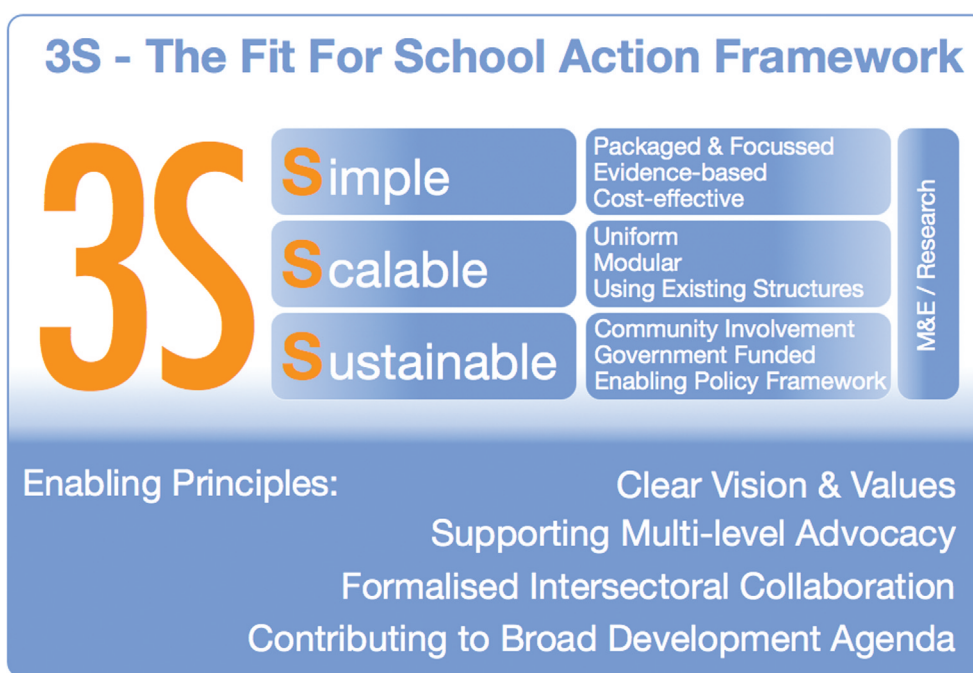 3S - The Fit For School Action Framework
3S
Simple
Packaged & Focussed
Evidence-based
Cost-effective
Scalable
Uniform
Modular
Using Existing Structures
Sustainable
Community Involvement
Government Funded
Enabling Policy Framework
M&E / Research
Enabling Principles:
Clear Vision & Values
Supporting Multi-level Advocacy
Formalised Intersectoral Collaboration
Contributing to Broad Development Agenda